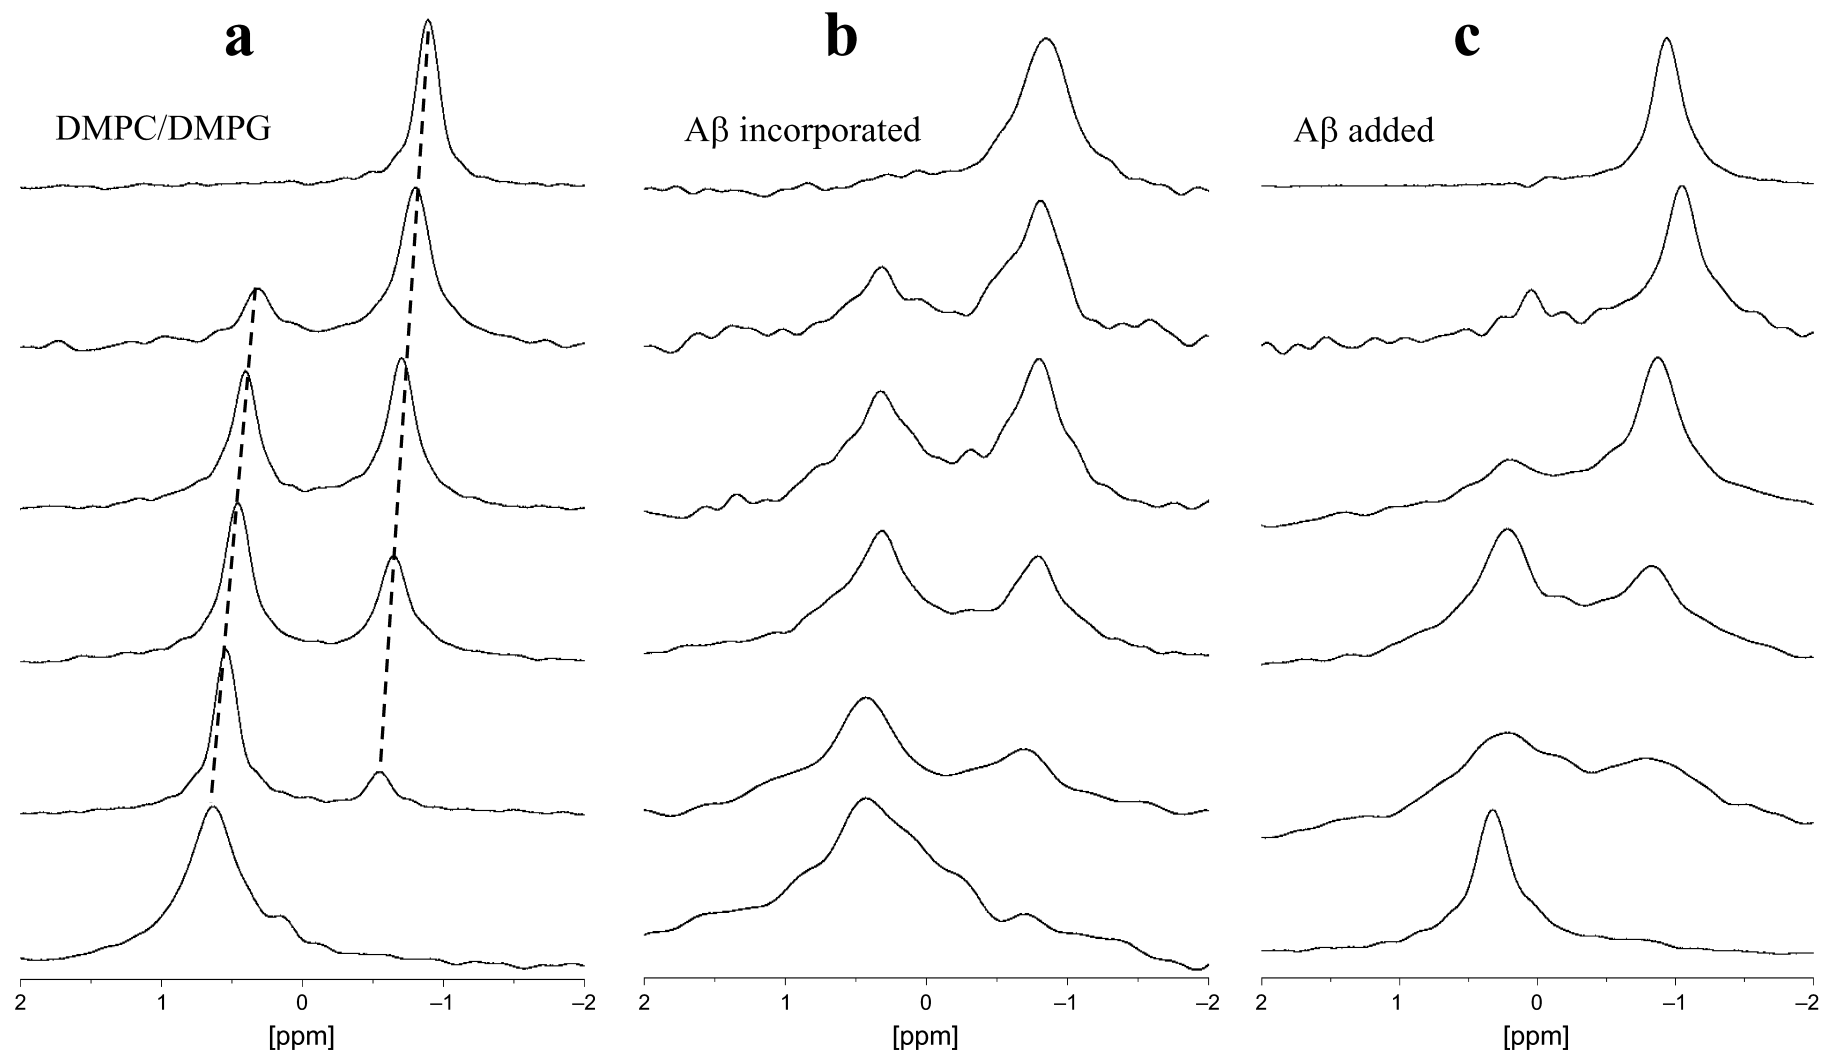 a b c
DMPC/DMPG Aβ incorporated Aβ added
2 1 0 –1 –2 2 1 0 –1 –2 2 1 0 –1 –2
[ppm] [ppm] [ppm]